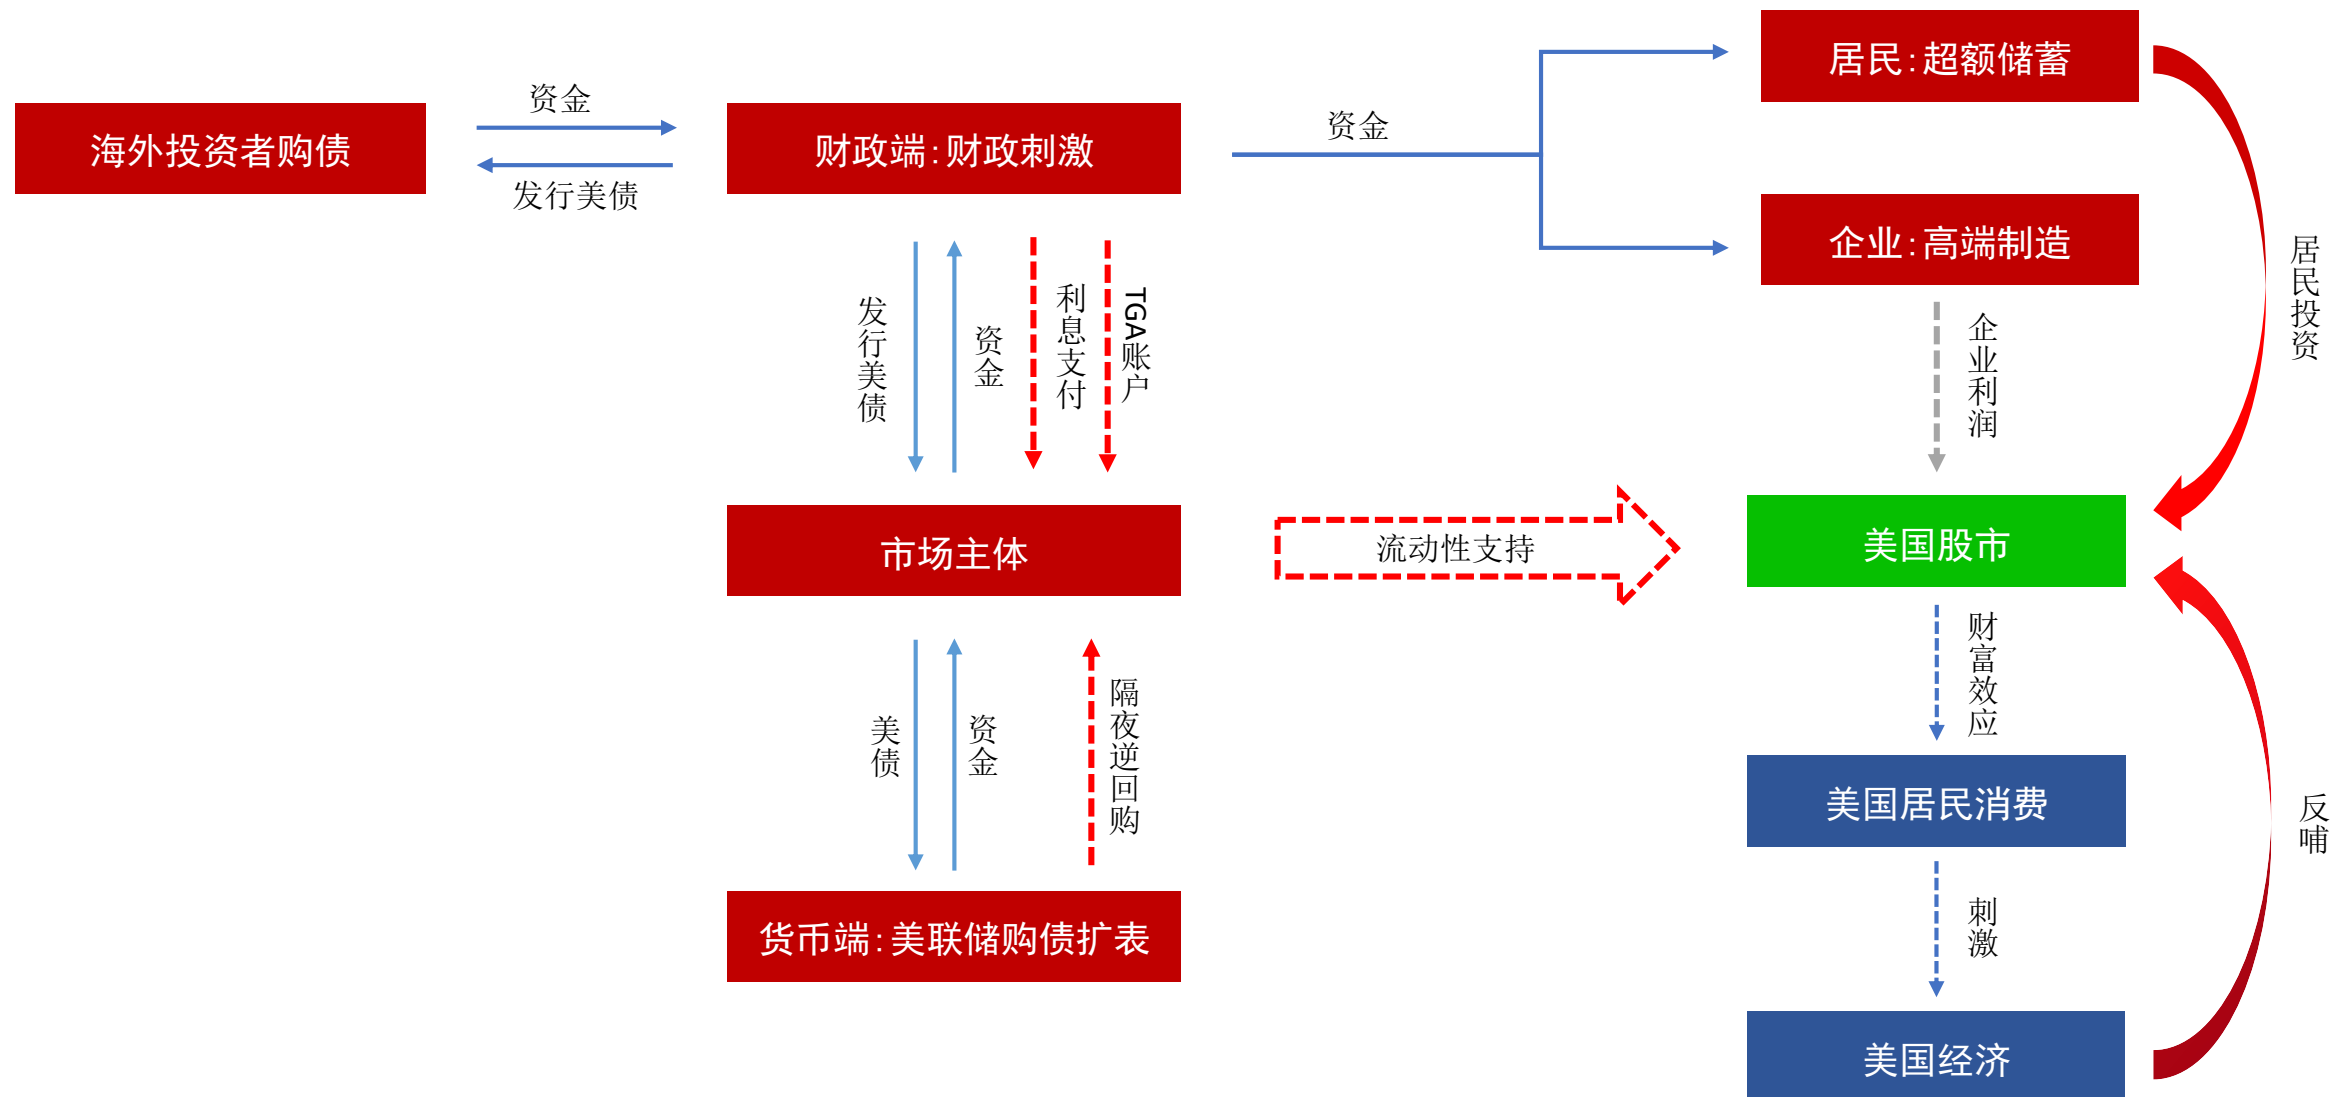 居民:超额储蓄
资金
海外投资者购债
财政端:财政刺激
资金
发行美债
企业:高端制造
居民投资
发行美债
资金
利息支付
TGA账户
企业利润
市场主体
流动性支持
美国股市
财富效应
美债
资金
隔夜逆回购
美国居民消费
反哺
货币端:美联储购债扩表
刺激
美国经济